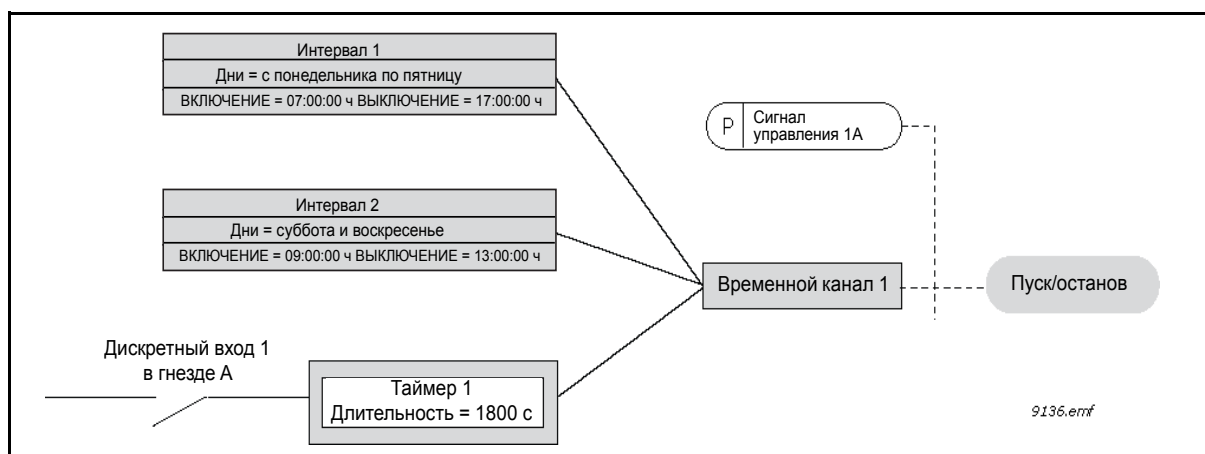 Интервал 1
Дни = с понедельника по пятницу
ВКЛЮЧЕНИЕ = 07:00:00 ч ВЫКЛЮЧЕНИЕ = 17:00:00 ч
P
Сигнал
управления 1А
Интервал 2
Дни = суббота и воскресенье
ВКЛЮЧЕНИЕ = 09:00:00 ч ВЫКЛЮЧЕНИЕ = 13:00:00 ч
Временной канал 1
Пуск/останов
Дискретный вход 1
в гнезде А
Таймер 1
Длительность = 1800 с
9136.emf